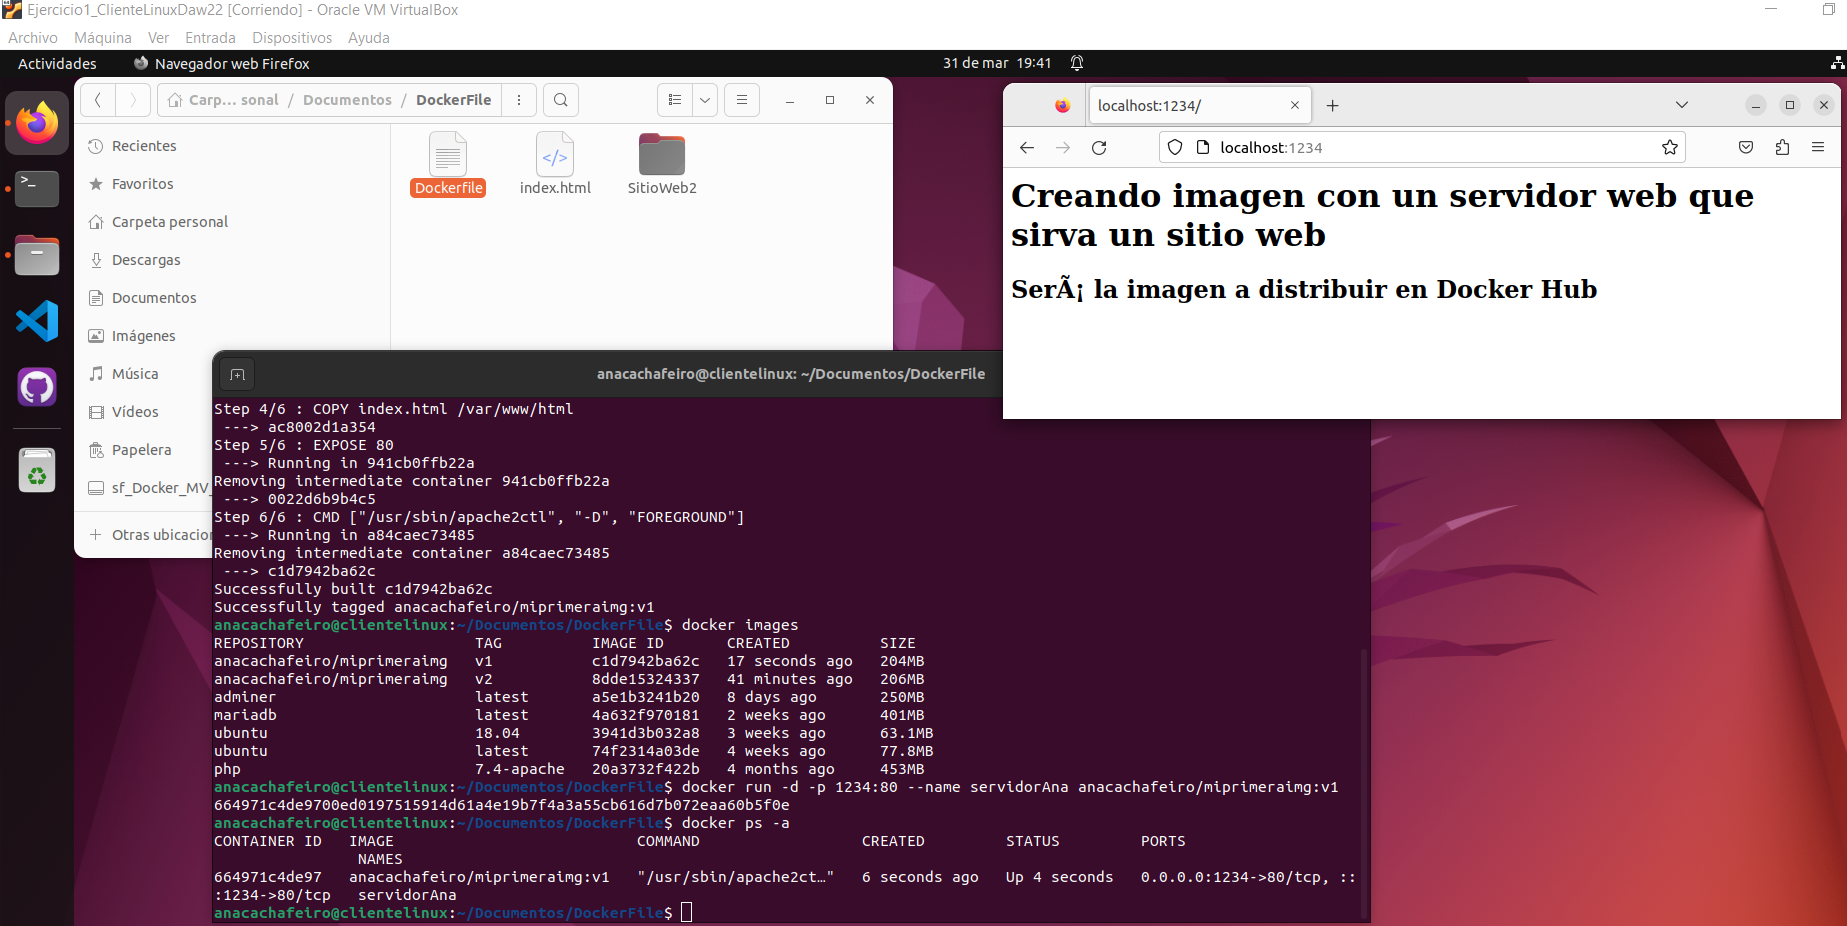 Ejercicio1_ClienteLinuxDaw22 [Corriendo] - Oracle VM VirtualBox
Archivo Máquina Ver Entrada Dispositivos Ayuda
Actividades Navegador web Firefox 31 de mar 19:41
Carp... sonal / Documentos / DockerFile
Recientes
Favoritos
Carpeta personal
Descargas
Documentos
Imágenes
Música
Vídeos
Papelera
sf_Docker_MV_
Otras ubicacior
Dockerfile index.html SitioWeb2
localhost:1234/
localhost:1234
Creando imagen con un servidor web que
sirva un sitio web
SerÃ¡ la imagen a distribuir en Docker Hub
anacachafeiro@clientelinux: ~/Documentos/DockerFile
Step 4/6 : COPY index.html /var/www/html
---> ac8002d1a354
Step 5/6 : EXPOSE 80
---> Running in 941cb0ffb22a
Removing intermediate container 941cb0ffb22a
---> 0022d6b9b4c5
Step 6/6 : CMD ["/usr/sbin/apache2ctl", "-D", "FOREGROUND"]
---> Running in a84caec73485
Removing intermediate container a84caec73485
---> c1d7942ba62c
Successfully built c1d7942ba62c
Successfully tagged anacachafeiro/miprimeraimg:v1
anacachafeiro@clientelinux:~/Documentos/DockerFile$ docker images
REPOSITORY TAG IMAGE ID CREATED SIZE
anacachafeiro/miprimeraimg v1 c1d7942ba62c 17 seconds ago 204MB
anacachafeiro/miprimeraimg v2 8dde15324337 41 minutes ago 206MB
adminer latest a5e1b3241b20 8 days ago 250MB
mariadb latest 4a632f970181 2 weeks ago 401MB
ubuntu 18.04 3941d3b032a8 3 weeks ago 63.1MB
ubuntu latest 74f2314a03de 4 weeks ago 77.8MB
php 7.4-apache 20a3732f422b 4 months ago 453MB
anacachafeiro@clientelinux:~/Documentos/DockerFile$ docker run -d -p 1234:80 --name servidorAna anacachafeiro/miprimeraimg:v1
664971c4de9700ed0197515914d61a4e19b7f4a3a55cb616d7b072eaa60b5f0e
anacachafeiro@clientelinux:~/Documentos/DockerFile$ docker ps -a
CONTAINER ID IMAGE COMMAND CREATED STATUS PORTS
NAMES
664971c4de97 anacachafeiro/miprimeraimg:v1 "/usr/sbin/apache2ct…" 6 seconds ago Up 4 seconds 0.0.0.0:1234->80/tcp, ::
:1234->80/tcp servidorAna
anacachafeiro@clientelinux:~/Documentos/DockerFile$